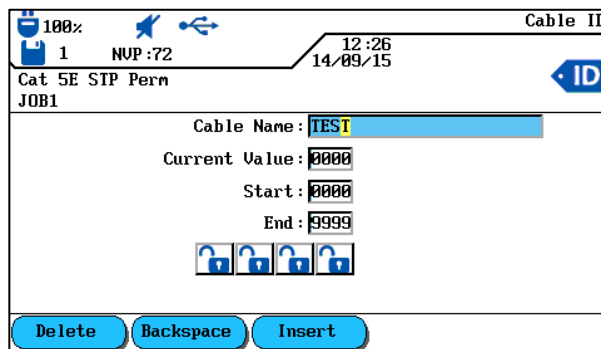 100% Cable ID
1 NVP:72 12:26
14/09/15
Cat 5E STP Perm
JOB1
ID
Cable Name: TEST
Current Value: 0000
Start: 0000
End: 9999
Delete Backspace Insert